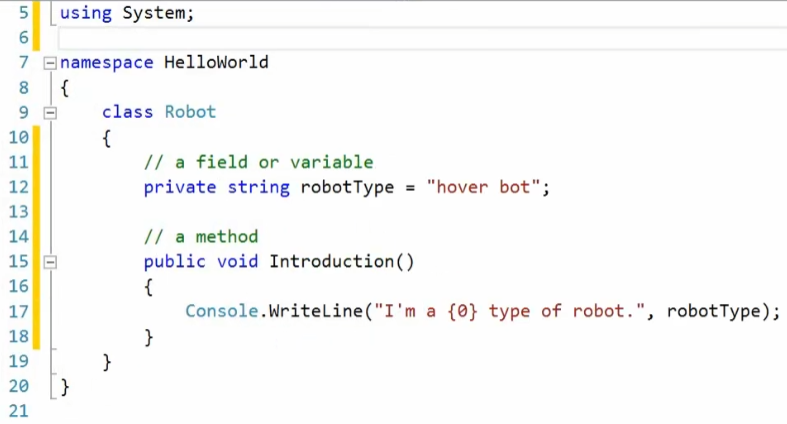 5 using System;
6
7 namespace HelloWorld
8 {
9 class Robot
10 {
11 // a field or variable
12 private string robotType = "hover bot";
13
14 // a method
15 public void Introduction()
16 {
17 Console.WriteLine("I'm a {0} type of robot.", robotType);
18 }
19 }
20 }
21